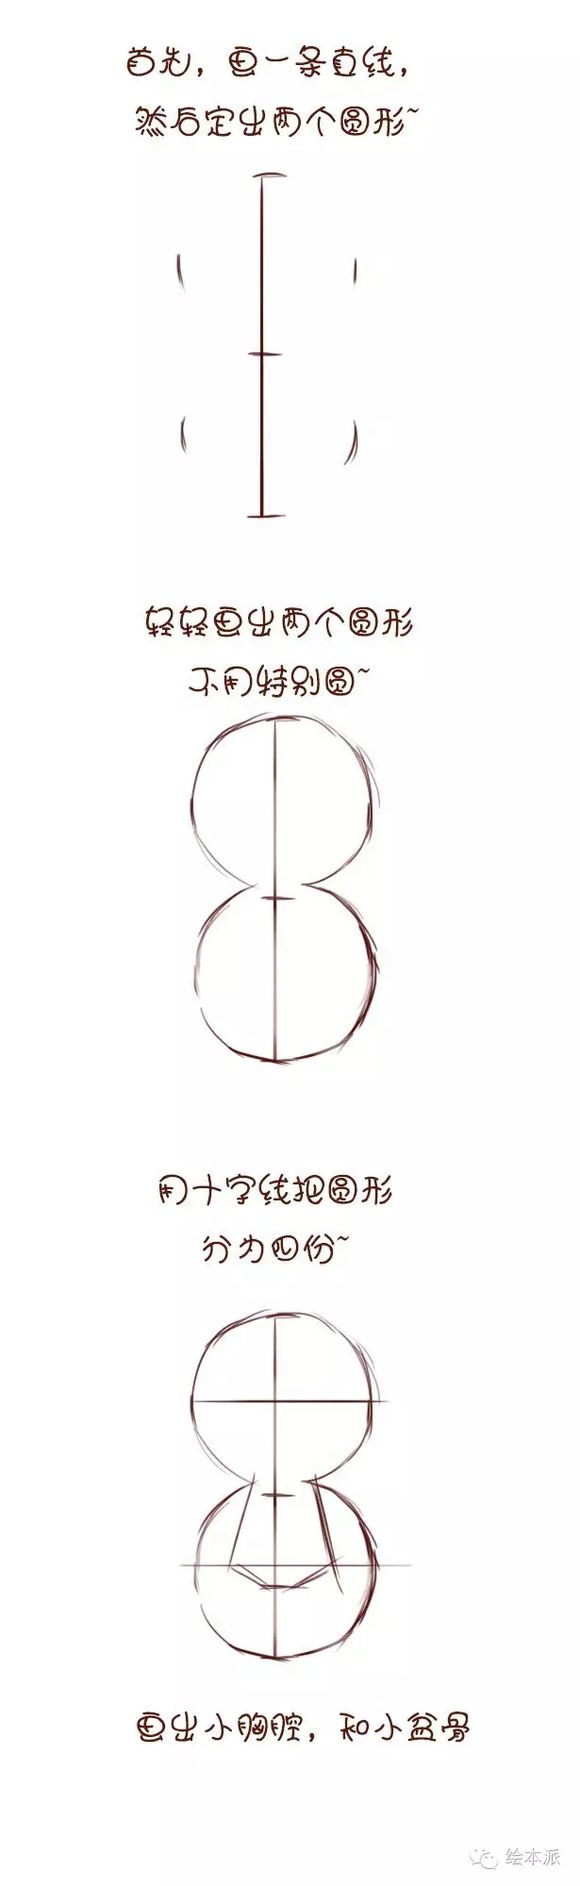 首先，画一条直线，
然后定出两个圆形~
轻轻画出两个圆形
不用特别圆~
用十字线把圆形
分为四份~
画出小胸腔，和小盆骨
绘本派